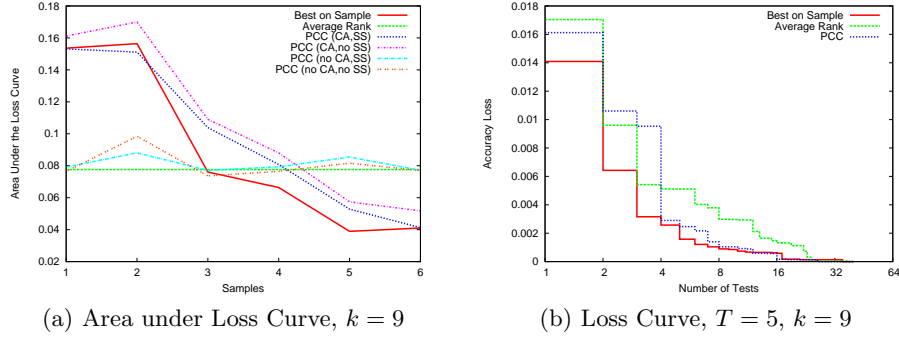 Area Under the Loss Curve
0.18
0.16
0.14
0.12
0.1
0.08
0.06
0.04
0.02
1
2
3
4
5
6
Samples
Best on Sample
Average Rank
PCC (CA,SS)
PCC (CA,no SS)
PCC (no CA,SS)
PCC (no CA,no SS)
(a) Area under Loss Curve, k = 9
Accuracy Loss
0.018
0.016
0.014
0.012
0.01
0.008
0.006
0.004
0.002
0
1
2
4
8
16
32
64
Number of Tests
Best on Sample
Average Rank
PCC
(b) Loss Curve, T = 5, k = 9